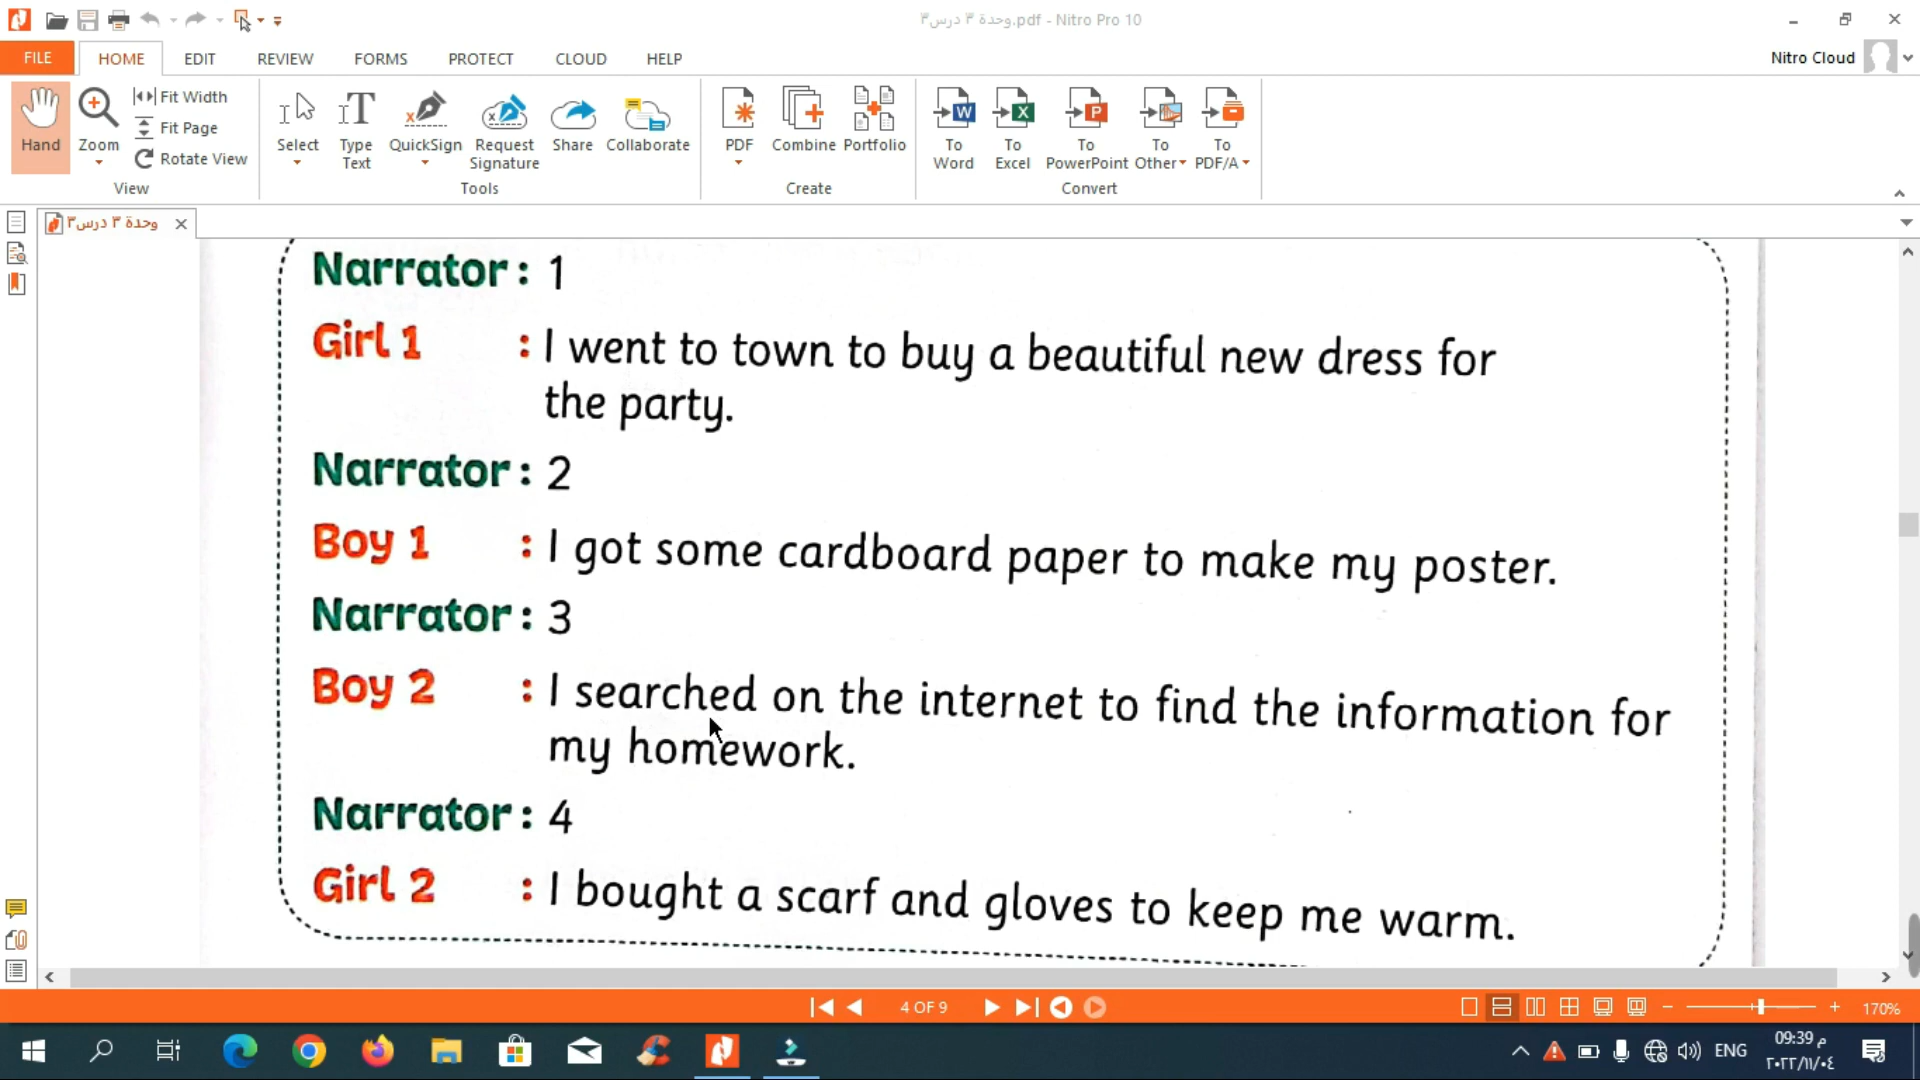 وحدة ٣ درس٣.pdf - Nitro Pro 10
FILE HOME EDIT REVIEW FORMS PROTECT CLOUD HELP
Nitro Cloud
Hand
Zoom
Fit Width
Fit Page
Rotate View
View
Select
Type Text
QuickSign
Request Signature
Share
Collaborate
Tools
PDF
Combine
Portfolio
Create
To Word
To Excel
To PowerPoint
To Other
To PDF/A
Convert
وحدة ٣ درس٣
Narrator : 1
Girl 1 : I went to town to buy a beautiful new dress for
the party.
Narrator : 2
Boy 1 : I got some cardboard paper to make my poster.
Narrator : 3
Boy 2 : I searched on the internet to find the information for
my homework.
Narrator : 4
Girl 2 : I bought a scarf and gloves to keep me warm.
4 OF 9
170%
ENG
09:39 م
٢٠٢٢/١١/٠٤